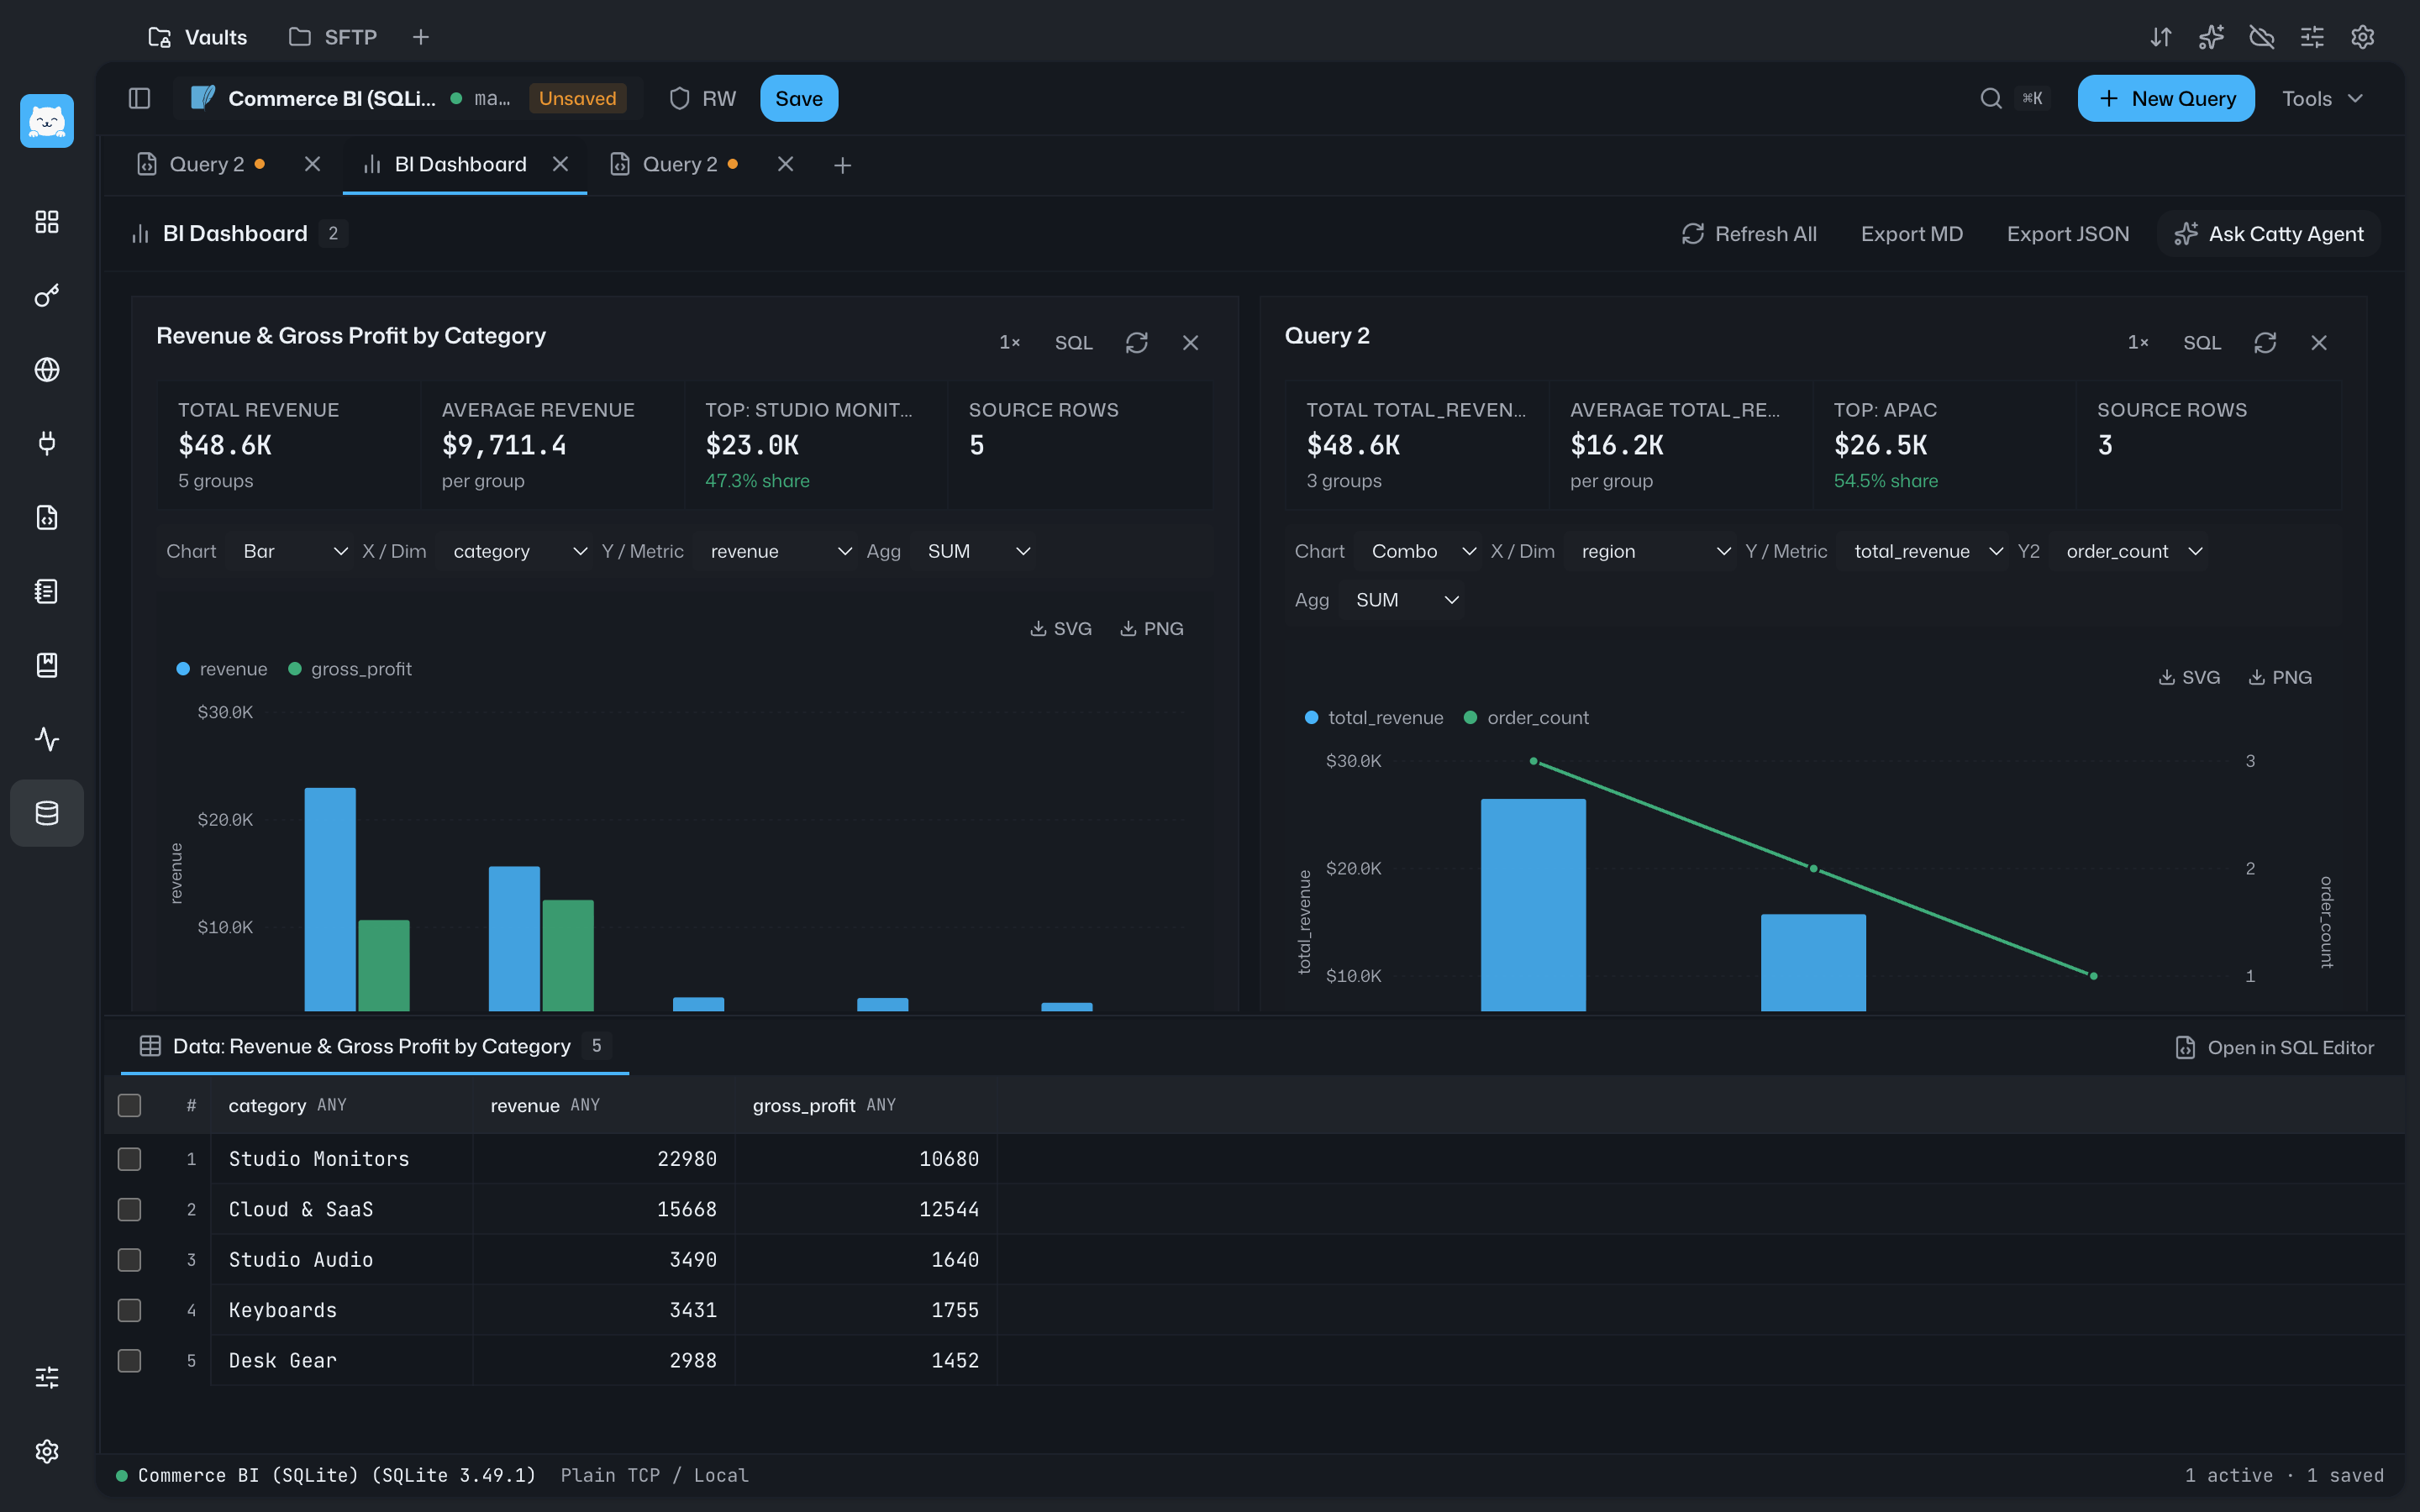 Vaults SFTP
Commerce BI (SQLi... ma... Unsaved RW Save ⌘K New Query Tools
Query 2 BI Dashboard Query 2
BI Dashboard 2 Refresh All Export MD Export JSON Ask Catty Agent
Revenue & Gross Profit by Category 1× SQL
TOTAL REVENUE AVERAGE REVENUE TOP: STUDIO MONIT... SOURCE ROWS
$48.6K $9,711.4 $23.0K 5
5 groups per group 47.3% share
Chart Bar X / Dim category Y / Metric revenue Agg SUM
SVG PNG
revenue gross_profit
$30.0K
$20.0K
$10.0K
revenue
Query 2 1× SQL
TOTAL TOTAL_REVEN... AVERAGE TOTAL_RE... TOP: APAC SOURCE ROWS
$48.6K $16.2K $26.5K 3
3 groups per group 54.5% share
Chart Combo X / Dim region Y / Metric total_revenue Y2 order_count
Agg SUM
SVG PNG
total_revenue order_count
$30.0K 3
$20.0K 2
$10.0K 1
total_revenue
order_count
Data: Revenue & Gross Profit by Category 5 Open in SQL Editor
# category ANY revenue ANY gross_profit ANY
1 Studio Monitors 22980 10680
2 Cloud & SaaS 15668 12544
3 Studio Audio 3490 1640
4 Keyboards 3431 1755
5 Desk Gear 2988 1452
Commerce BI (SQLite) (SQLite 3.49.1) Plain TCP / Local 1 active · 1 saved